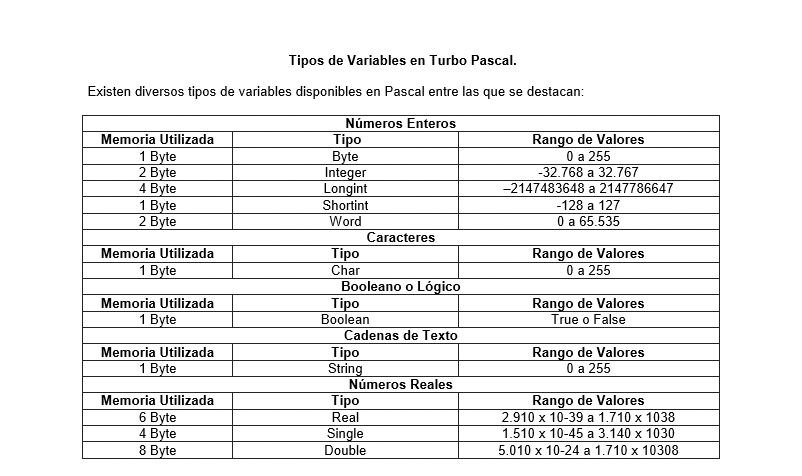 Tipos de Variables en Turbo Pascal.
Existen diversos tipos de variables disponibles en Pascal entre las que se destacan:
Números Enteros
Memoria Utilizada Tipo Rango de Valores
1 Byte Byte 0 a 255
2 Byte Integer -32.768 a 32.767
4 Byte Longint –2147483648 a 2147786647
1 Byte Shortint -128 a 127
2 Byte Word 0 a 65.535
Caracteres
Memoria Utilizada Tipo Rango de Valores
1 Byte Char 0 a 255
Booleano o Lógico
Memoria Utilizada Tipo Rango de Valores
1 Byte Boolean True o False
Cadenas de Texto
Memoria Utilizada Tipo Rango de Valores
1 Byte String 0 a 255
Números Reales
Memoria Utilizada Tipo Rango de Valores
6 Byte Real 2.910 x 10-39 a 1.710 x 1038
4 Byte Single 1.510 x 10-45 a 3.140 x 1030
8 Byte Double 5.010 x 10-24 a 1.710 x 10308